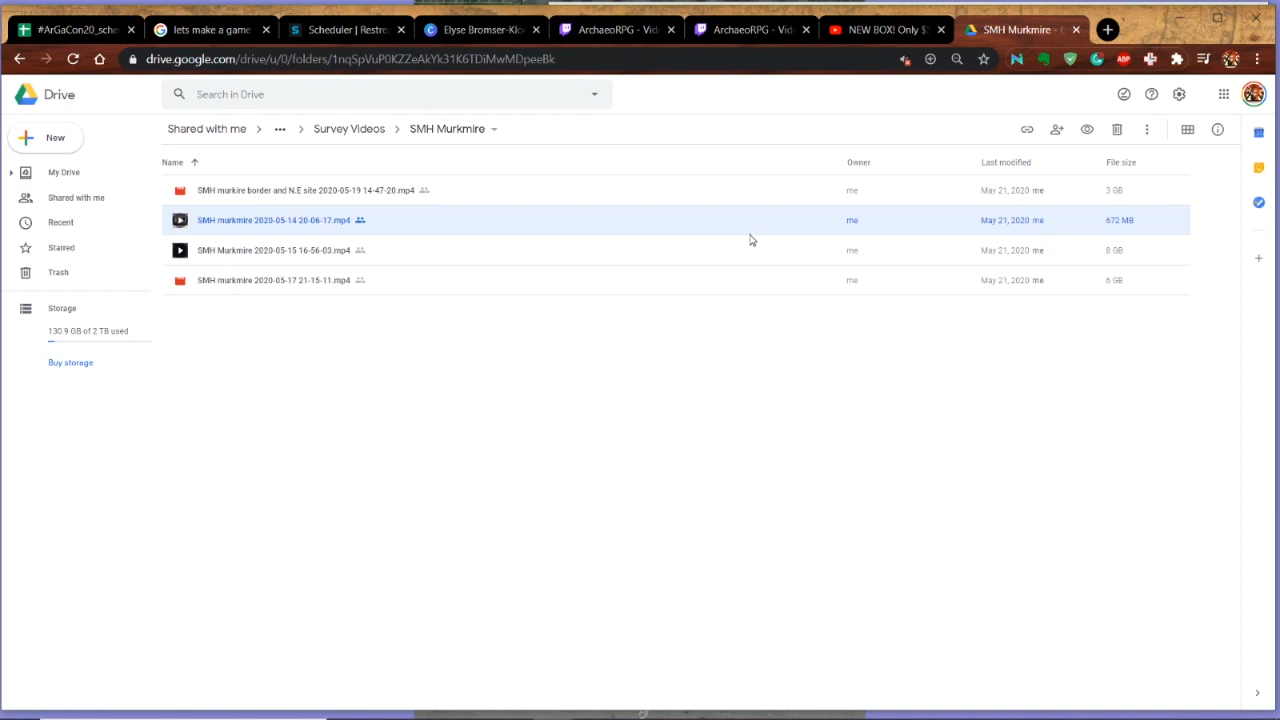 #ArGaCon20_sche
lets make a game
Scheduler | Restrea
Elyse Bromser-Kloe
ArchaeoRPG - Vide
ArchaeoRPG - Vide
NEW BOX! Only $5
SMH Murkmire - G
drive.google.com/drive/u/0/folders/1nqSpVuP0KZZeAkYk31K6TDiMwMDpeeBk
ABP
Drive
Search in Drive
New
Shared with me > ••• > Survey Videos > SMH Murkmire
My Drive
Shared with me
Recent
Starred
Trash
Storage
130.9 GB of 2 TB used
Buy storage
Name Owner Last modified File size
SMH murkire border and N.E site 2020-05-19 14-47-20.mp4 me May 21, 2020 me 3 GB
SMH murkmire 2020-05-14 20-06-17.mp4 me May 21, 2020 me 672 MB
SMH Murkmire 2020-05-15 16-56-03.mp4 me May 21, 2020 me 8 GB
SMH murkmire 2020-05-17 21-15-11.mp4 me May 21, 2020 me 6 GB